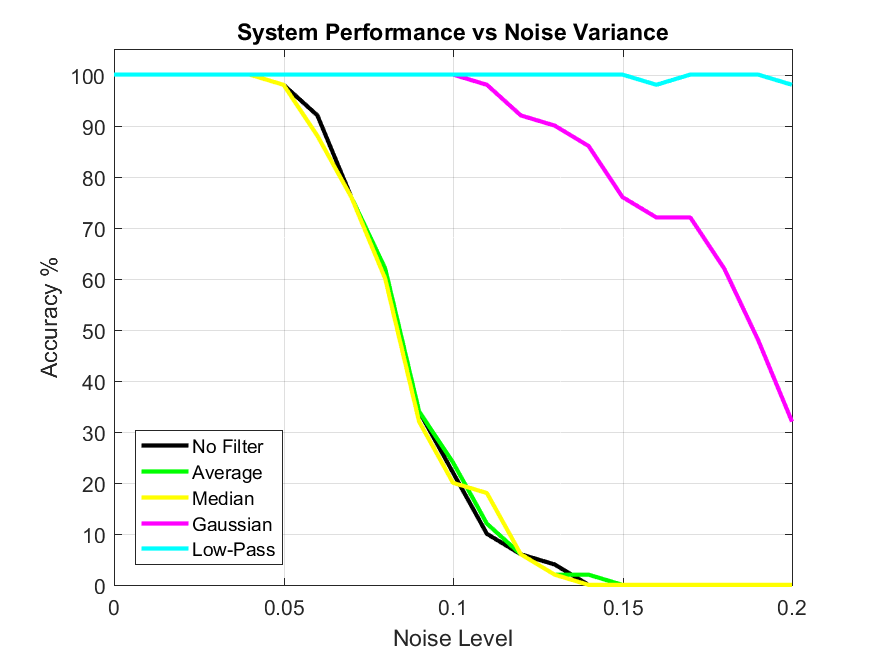 System Performance vs Noise Variance
100
90
80
70
60
50
40
30
20
10
0
Accuracy %
No Filter
Average
Median
Gaussian
Low-Pass
0 0.05 0.1 0.15 0.2
Noise Level